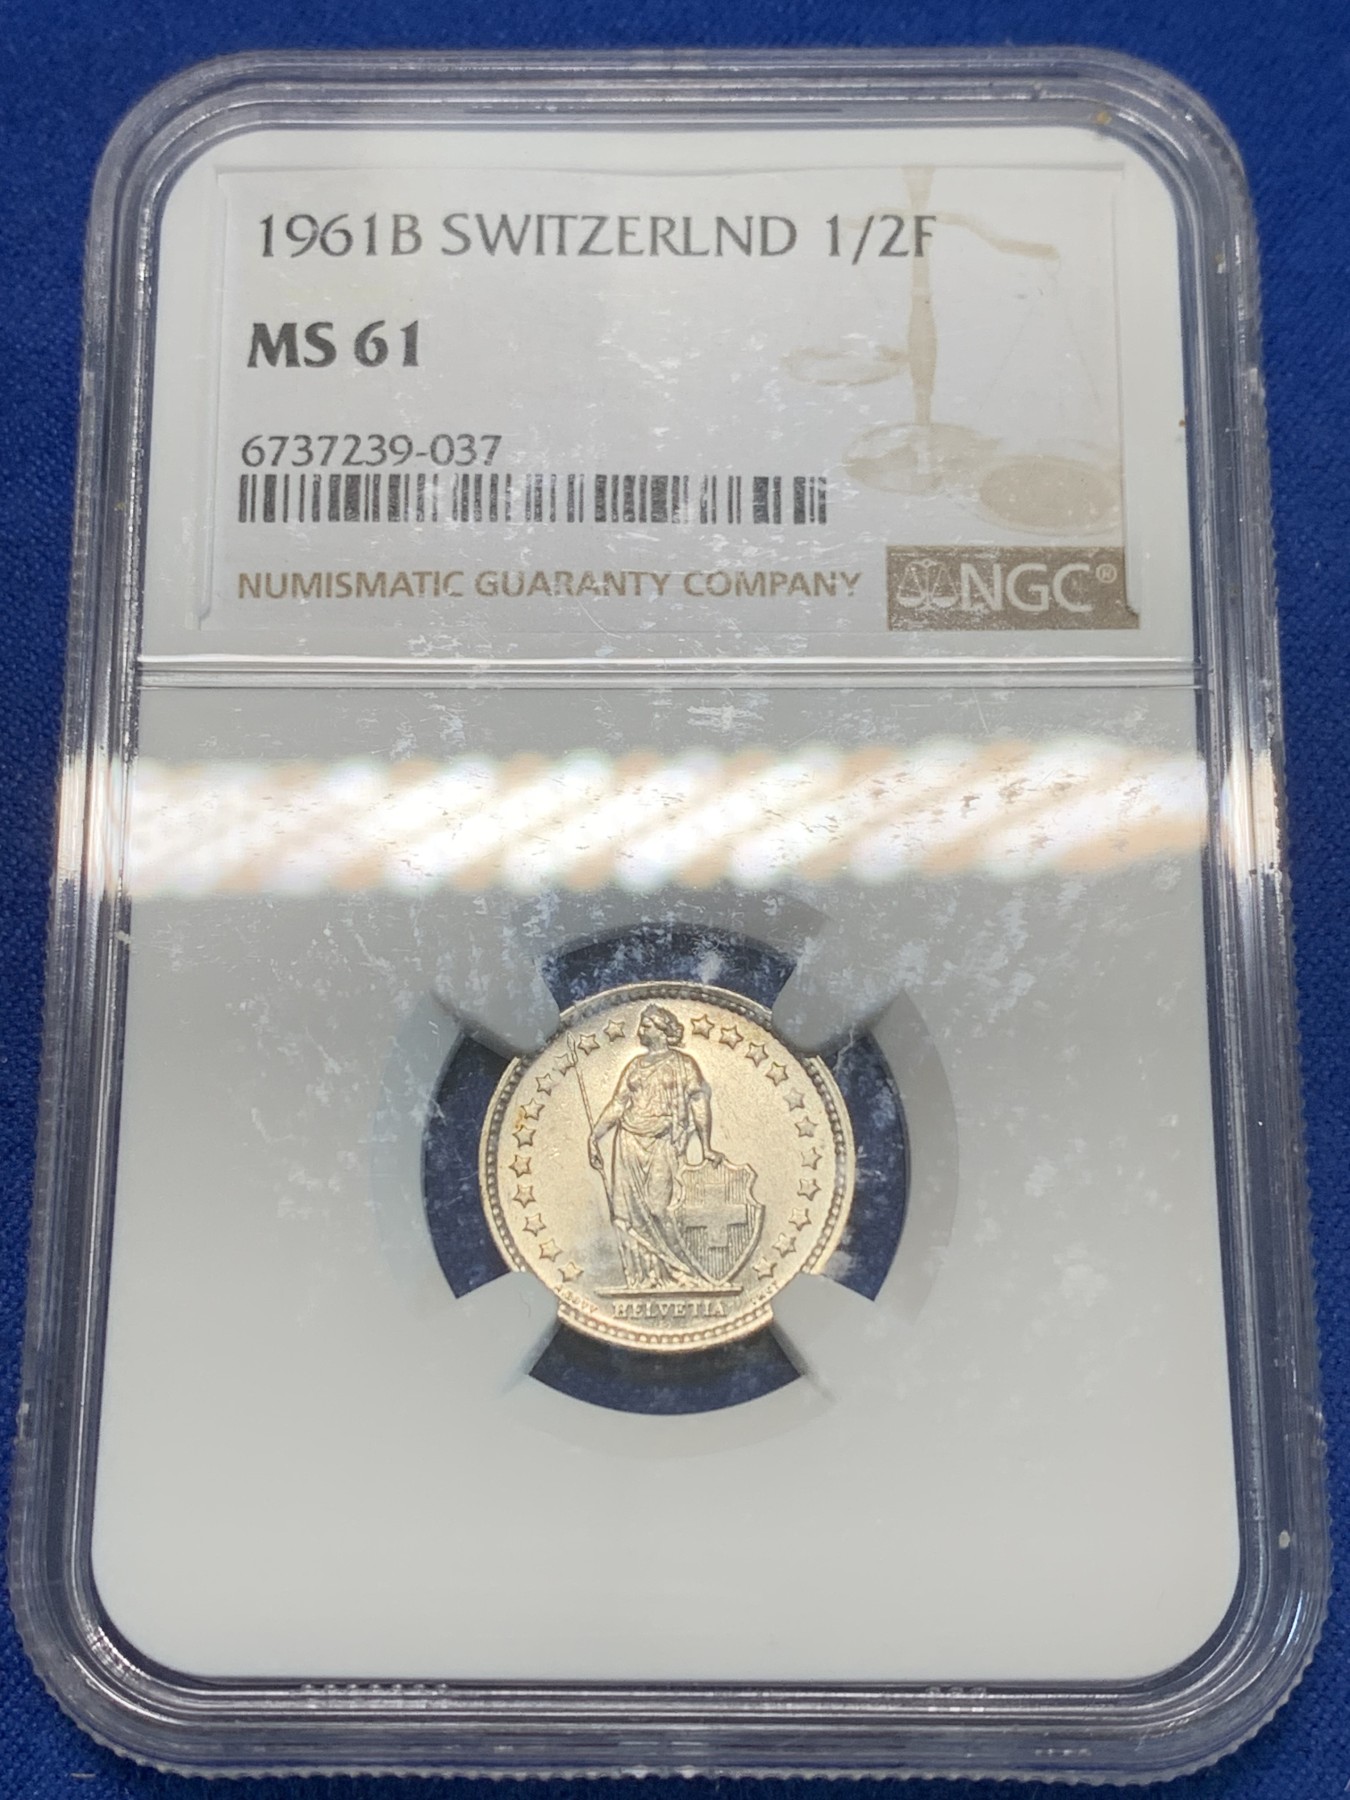 1961B SWITZERLND 1/2F
MS 61
6737239-037
NUMISMATIC GUARANTY COMPANY
NGC®
HELVETIA